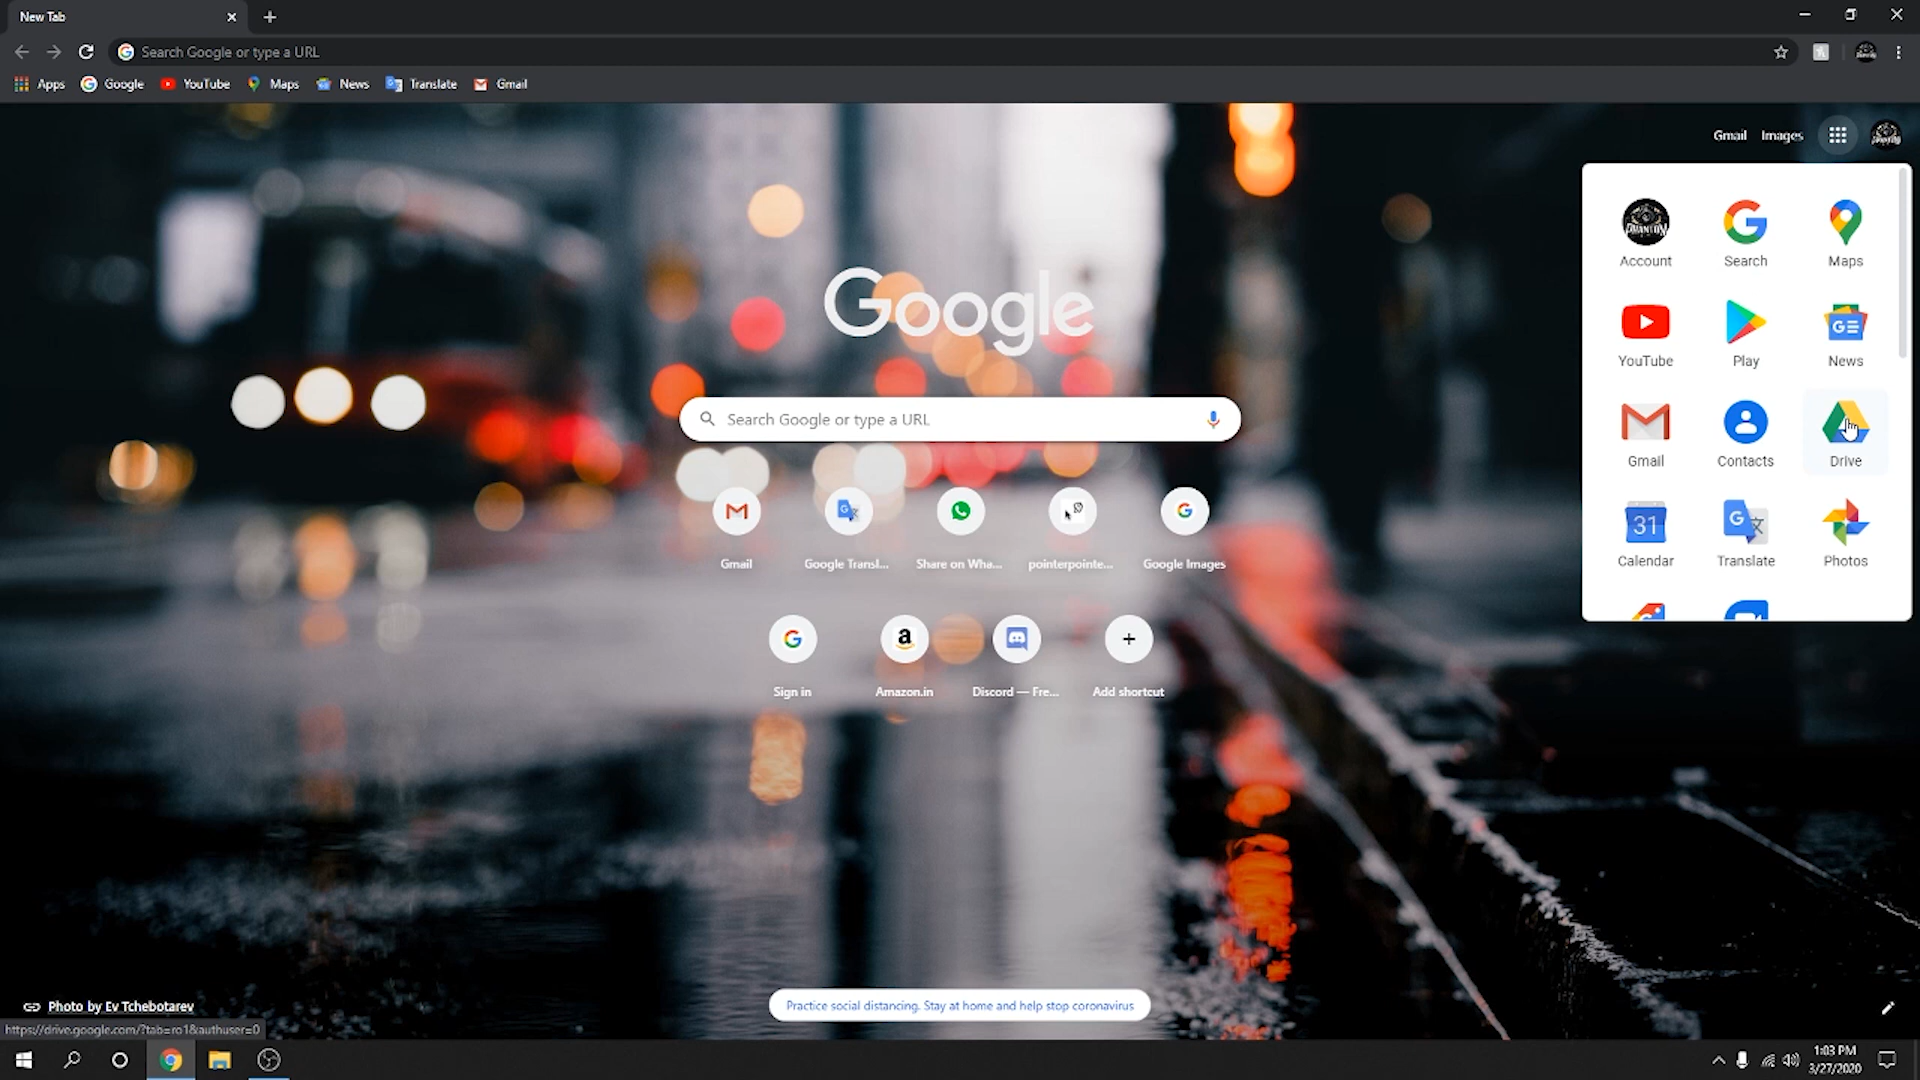 New Tab
Search Google or type a URL
Apps Google YouTube Maps News Translate Gmail
Gmail Images
Account Search Maps
YouTube Play News
Gmail Contacts Drive
31
Calendar Translate Photos
Google
Search Google or type a URL
Gmail Google Transl... Share on Wha... pointerpointe... Google Images
Sign in Amazon.in Discord — Fre... Add shortcut
Photo by Ev Tchebotarev
Practice social distancing. Stay at home and help stop coronavirus
https://drive.google.com/?tab=ro1&authuser=0
1:03 PM
3/27/2020